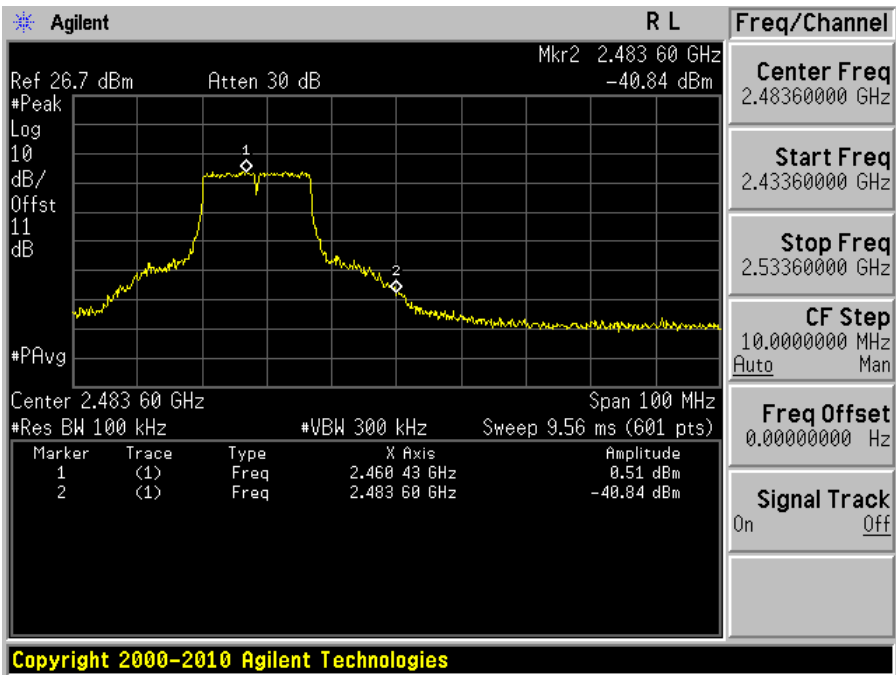 Agilent R L Freq/Channel
Mkr2 2.483 60 GHz
Ref 26.7 dBm Atten 30 dB -40.84 dBm
#Peak
Log
10
dB/
Offst
11
dB
1
2
#PAvg
Center 2.483 60 GHz Span 100 MHz
#Res BW 100 kHz #VBW 300 kHz Sweep 9.56 ms (601 pts)
Marker Trace Type X Axis Amplitude
1 (1) Freq 2.460 43 GHz 0.51 dBm
2 (1) Freq 2.483 60 GHz -40.84 dBm
Center Freq
2.48360000 GHz
Start Freq
2.43360000 GHz
Stop Freq
2.53360000 GHz
CF Step
10.0000000 MHz
Auto Man
Freq Offset
0.00000000 Hz
Signal Track
On Off
Copyright 2000-2010 Agilent Technologies